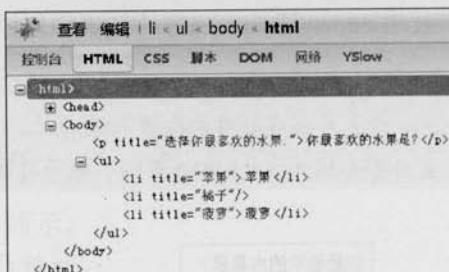 查看 编辑 | li < ul < body < html
控制台 HTML CSS 脚本 DOM 网络 YSlow
<html>
<head>
<body>
<p title="选择你最喜欢的水果.">你最喜欢的水果是?</p>
<ul>
<li title="苹果">苹果</li>
<li title="橘子"/>
<li title="菠萝">菠萝</li>
</ul>
</body>
</html>